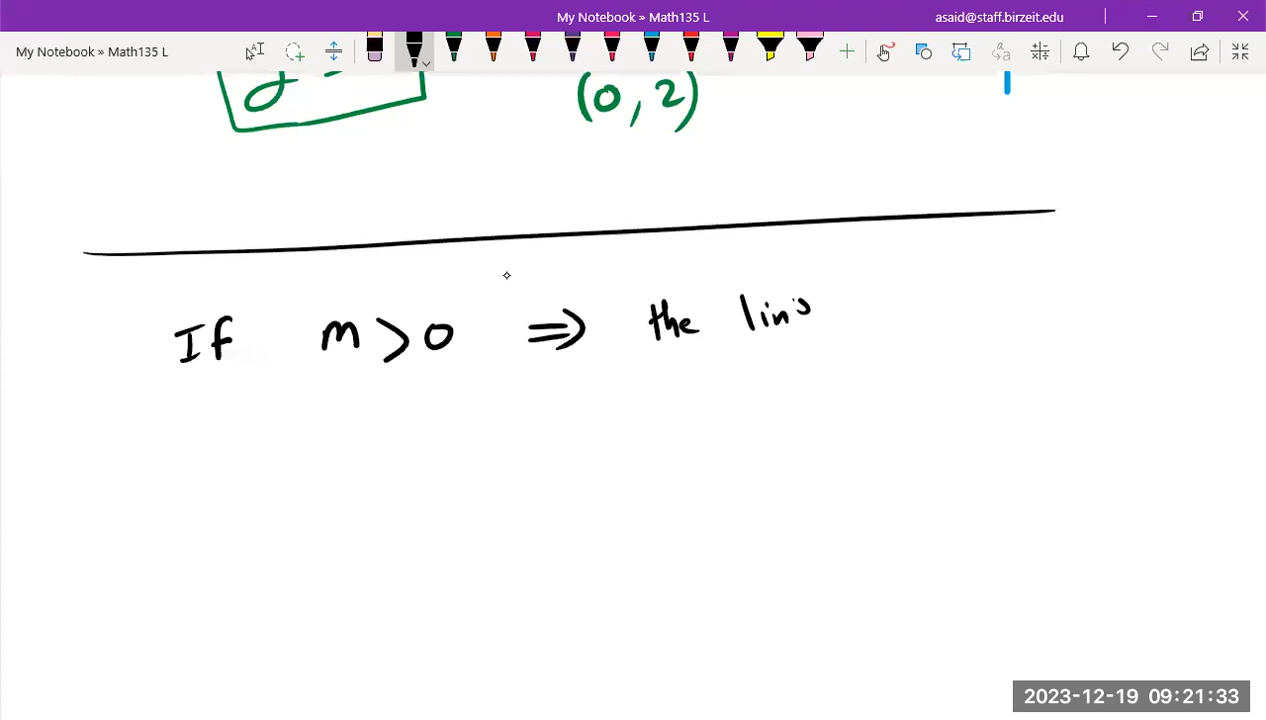 My Notebook » Math135 L
asaid@staff.birzeit.edu
My Notebook » Math135 L
(0, 2)
If m > 0 ⇒ the line
2023-12-19 09:21:33